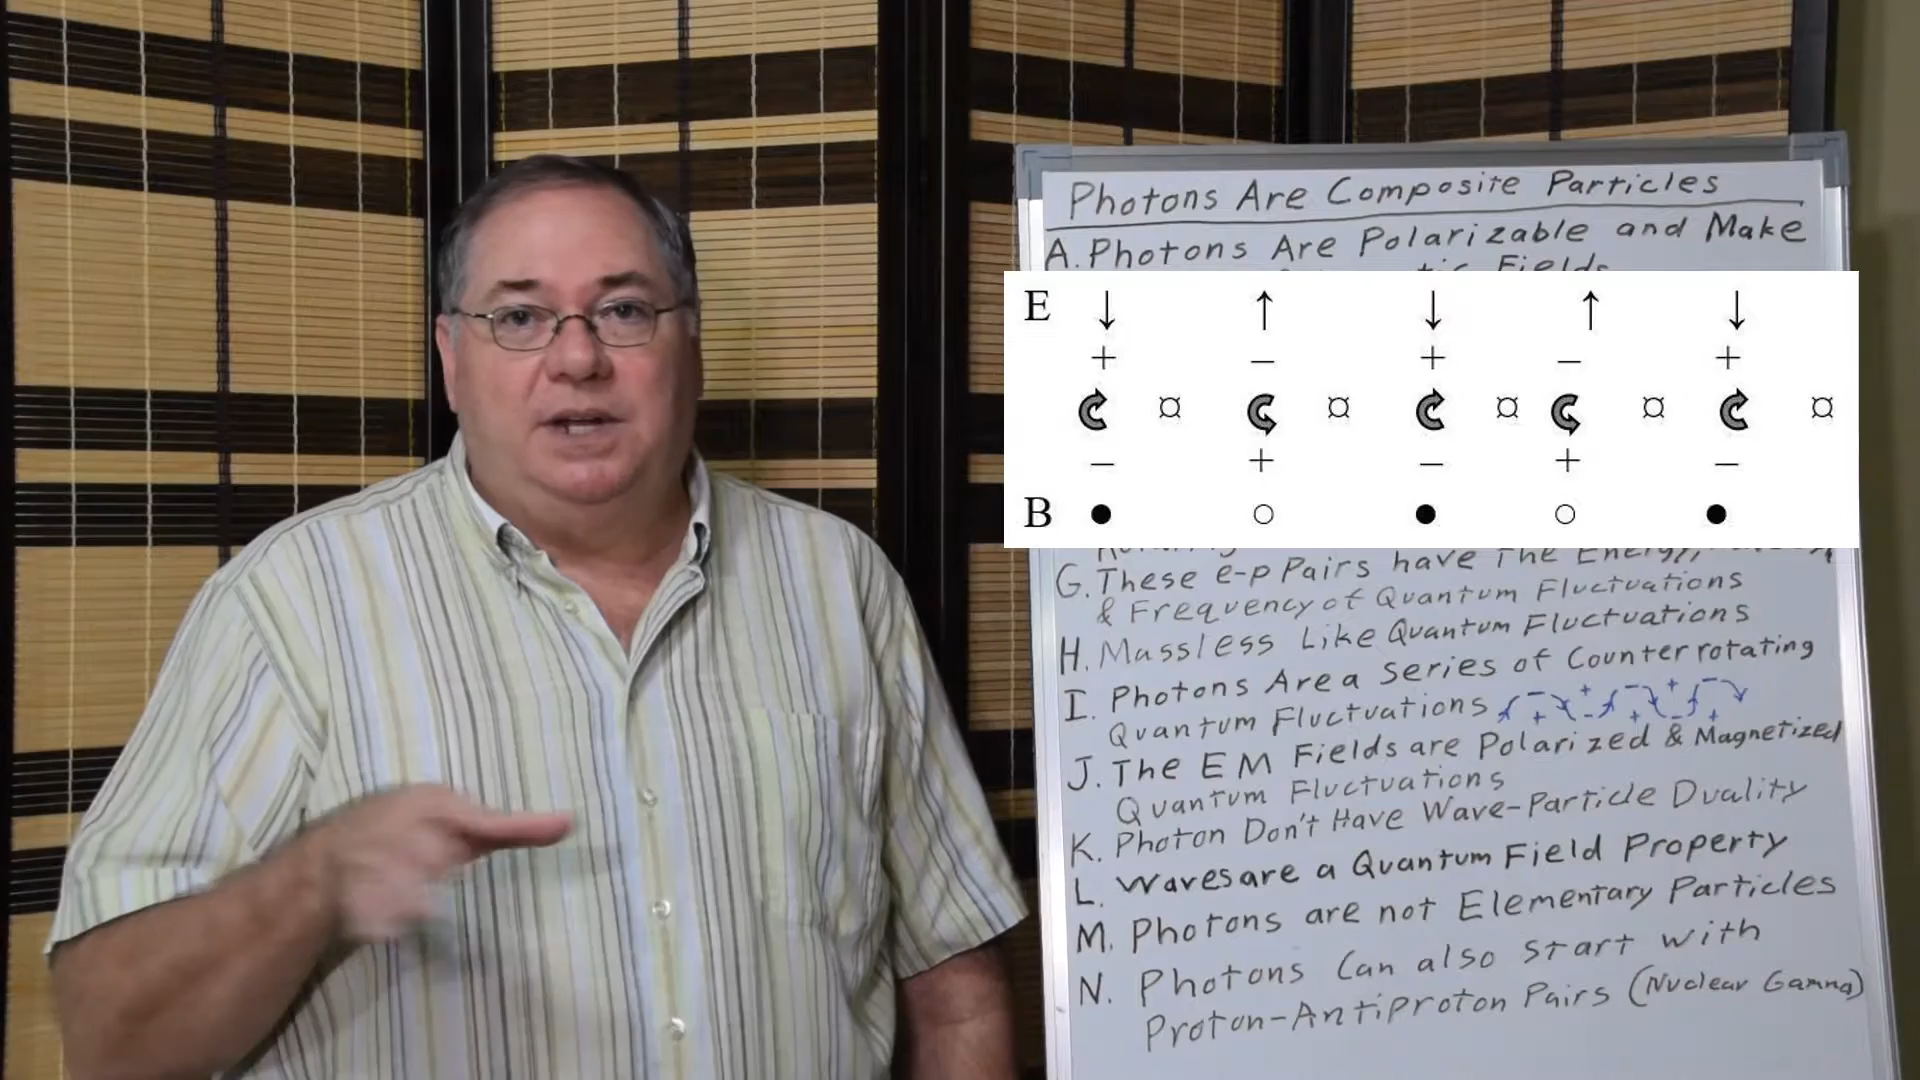 Photons Are Composite Particles
A. Photons Are Polarizable and Make
Fields
E ↓ ↑ ↓ ↑ ↓
+ − + − +
¤ ¤ ¤ ¤ ¤
− + − + −
B ● ○ ● ○ ●
G. These e-p Pairs have The Energy,
& Frequency of Quantum Fluctuations
H. Massless Like Quantum Fluctuations
I. Photons Are a Series of Counterrotating
Quantum Fluctuations
J. The EM Fields are Polarized & Magnetized
Quantum Fluctuations
K. Photon Don't Have Wave-Particle Duality
L. Waves are a Quantum Field Property
M. Photons are not Elementary Particles
N. Photons Can also Start with
Proton-Antiproton Pairs (Nuclear Gamma)